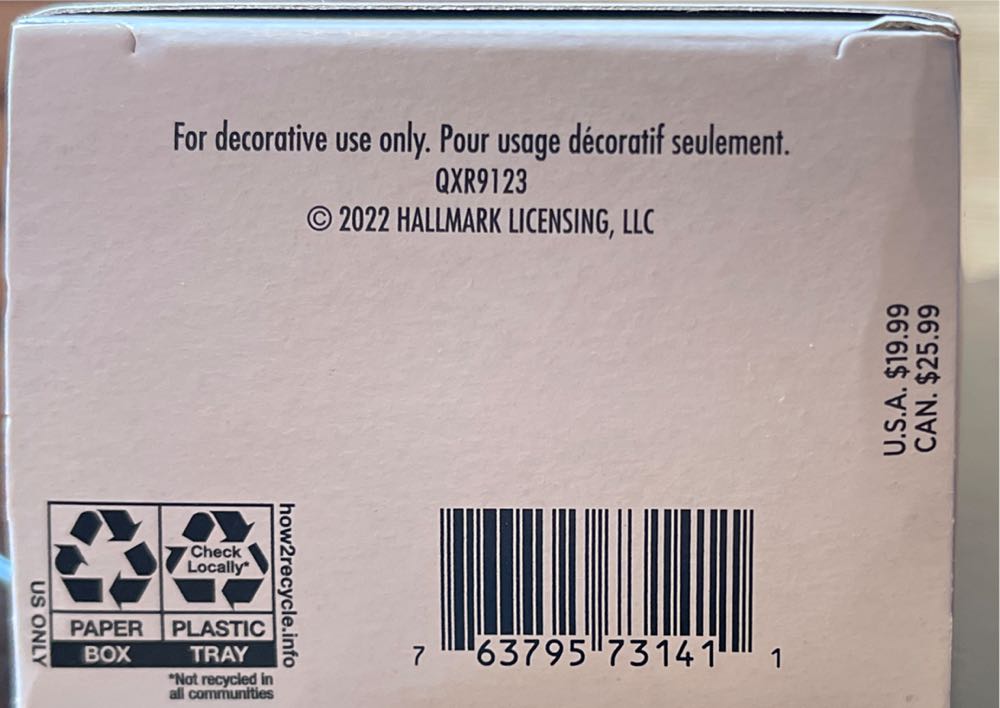 For decorative use only. Pour usage décoratif seulement.
QXR9123
© 2022 HALLMARK LICENSING, LLC
U.S.A. $19.99
CAN. $25.99
US ONLY
PAPER
BOX
Check
Locally*
PLASTIC
TRAY
*Not recycled in
all communities
how2recycle.info
7 63795 73141 1